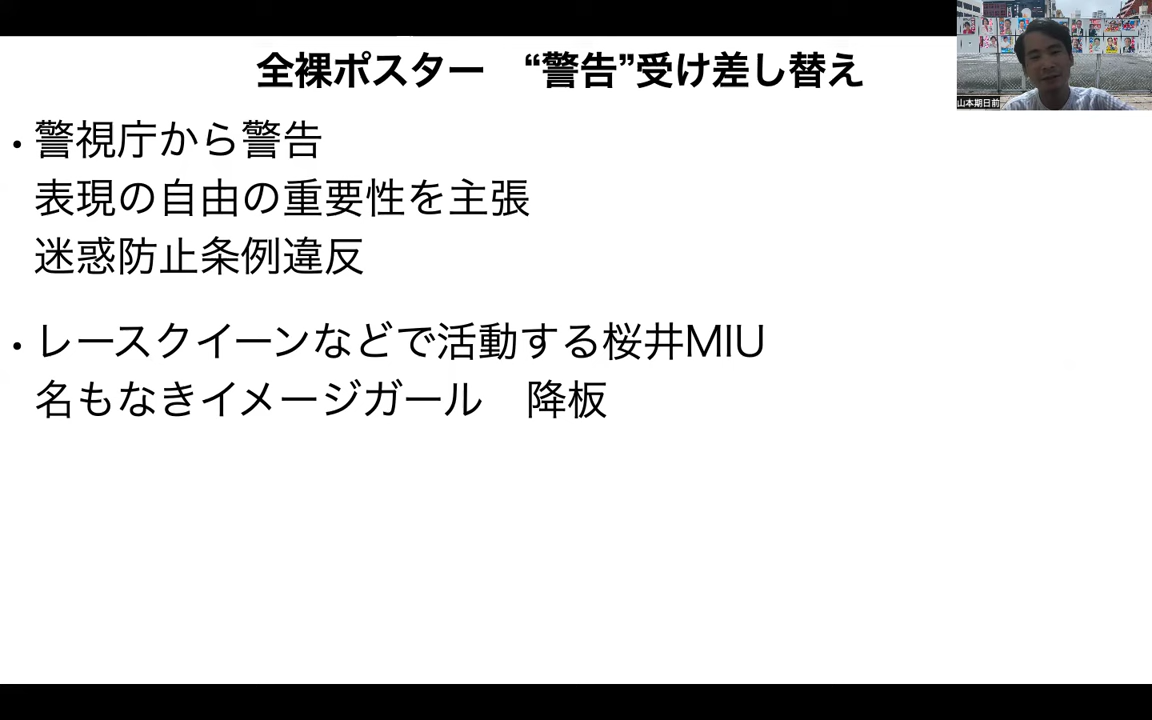 全裸ポスター　“警告”受け差し替え
山本期日前
・警視庁から警告
表現の自由の重要性を主張
迷惑防止条例違反
・レースクイーンなどで活動する桜井MIU
名もなきイメージガール　降板